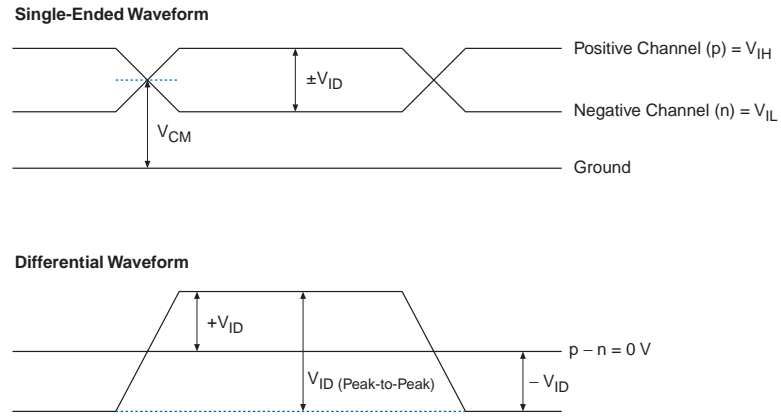 Single-Ended Waveform
Positive Channel (p) = VIH
±VID
Negative Channel (n) = VIL
VCM
Ground
Differential Waveform
+VID
p − n = 0 V
VID (Peak-to-Peak)
− VID